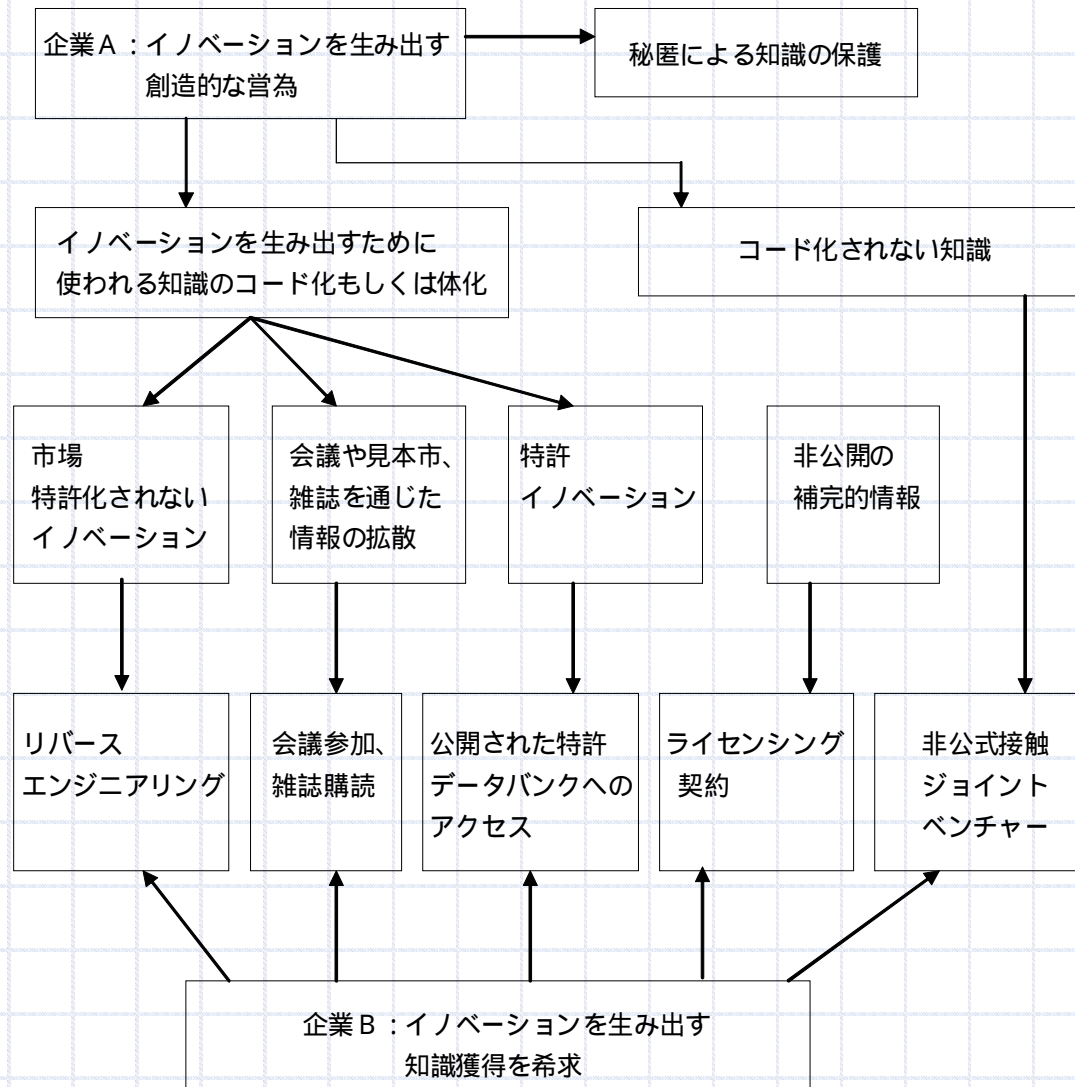 企業Ａ：イノベーションを生み出す
創造的な営為
秘匿による知識の保護
イノベーションを生み出すために
使われる知識のコード化もしくは体化
コード化されない知識
市場
特許化されない
イノベーション
会議や見本市、
雑誌を通じた
情報の拡散
特許
イノベーション
非公開の
補完的情報
リバース
エンジニアリング
会議参加、
雑誌購読
公開された特許
データバンクへの
アクセス
ライセンシング
契約
非公式接触
ジョイント
ベンチャー
企業Ｂ：イノベーションを生み出す
知識獲得を希求